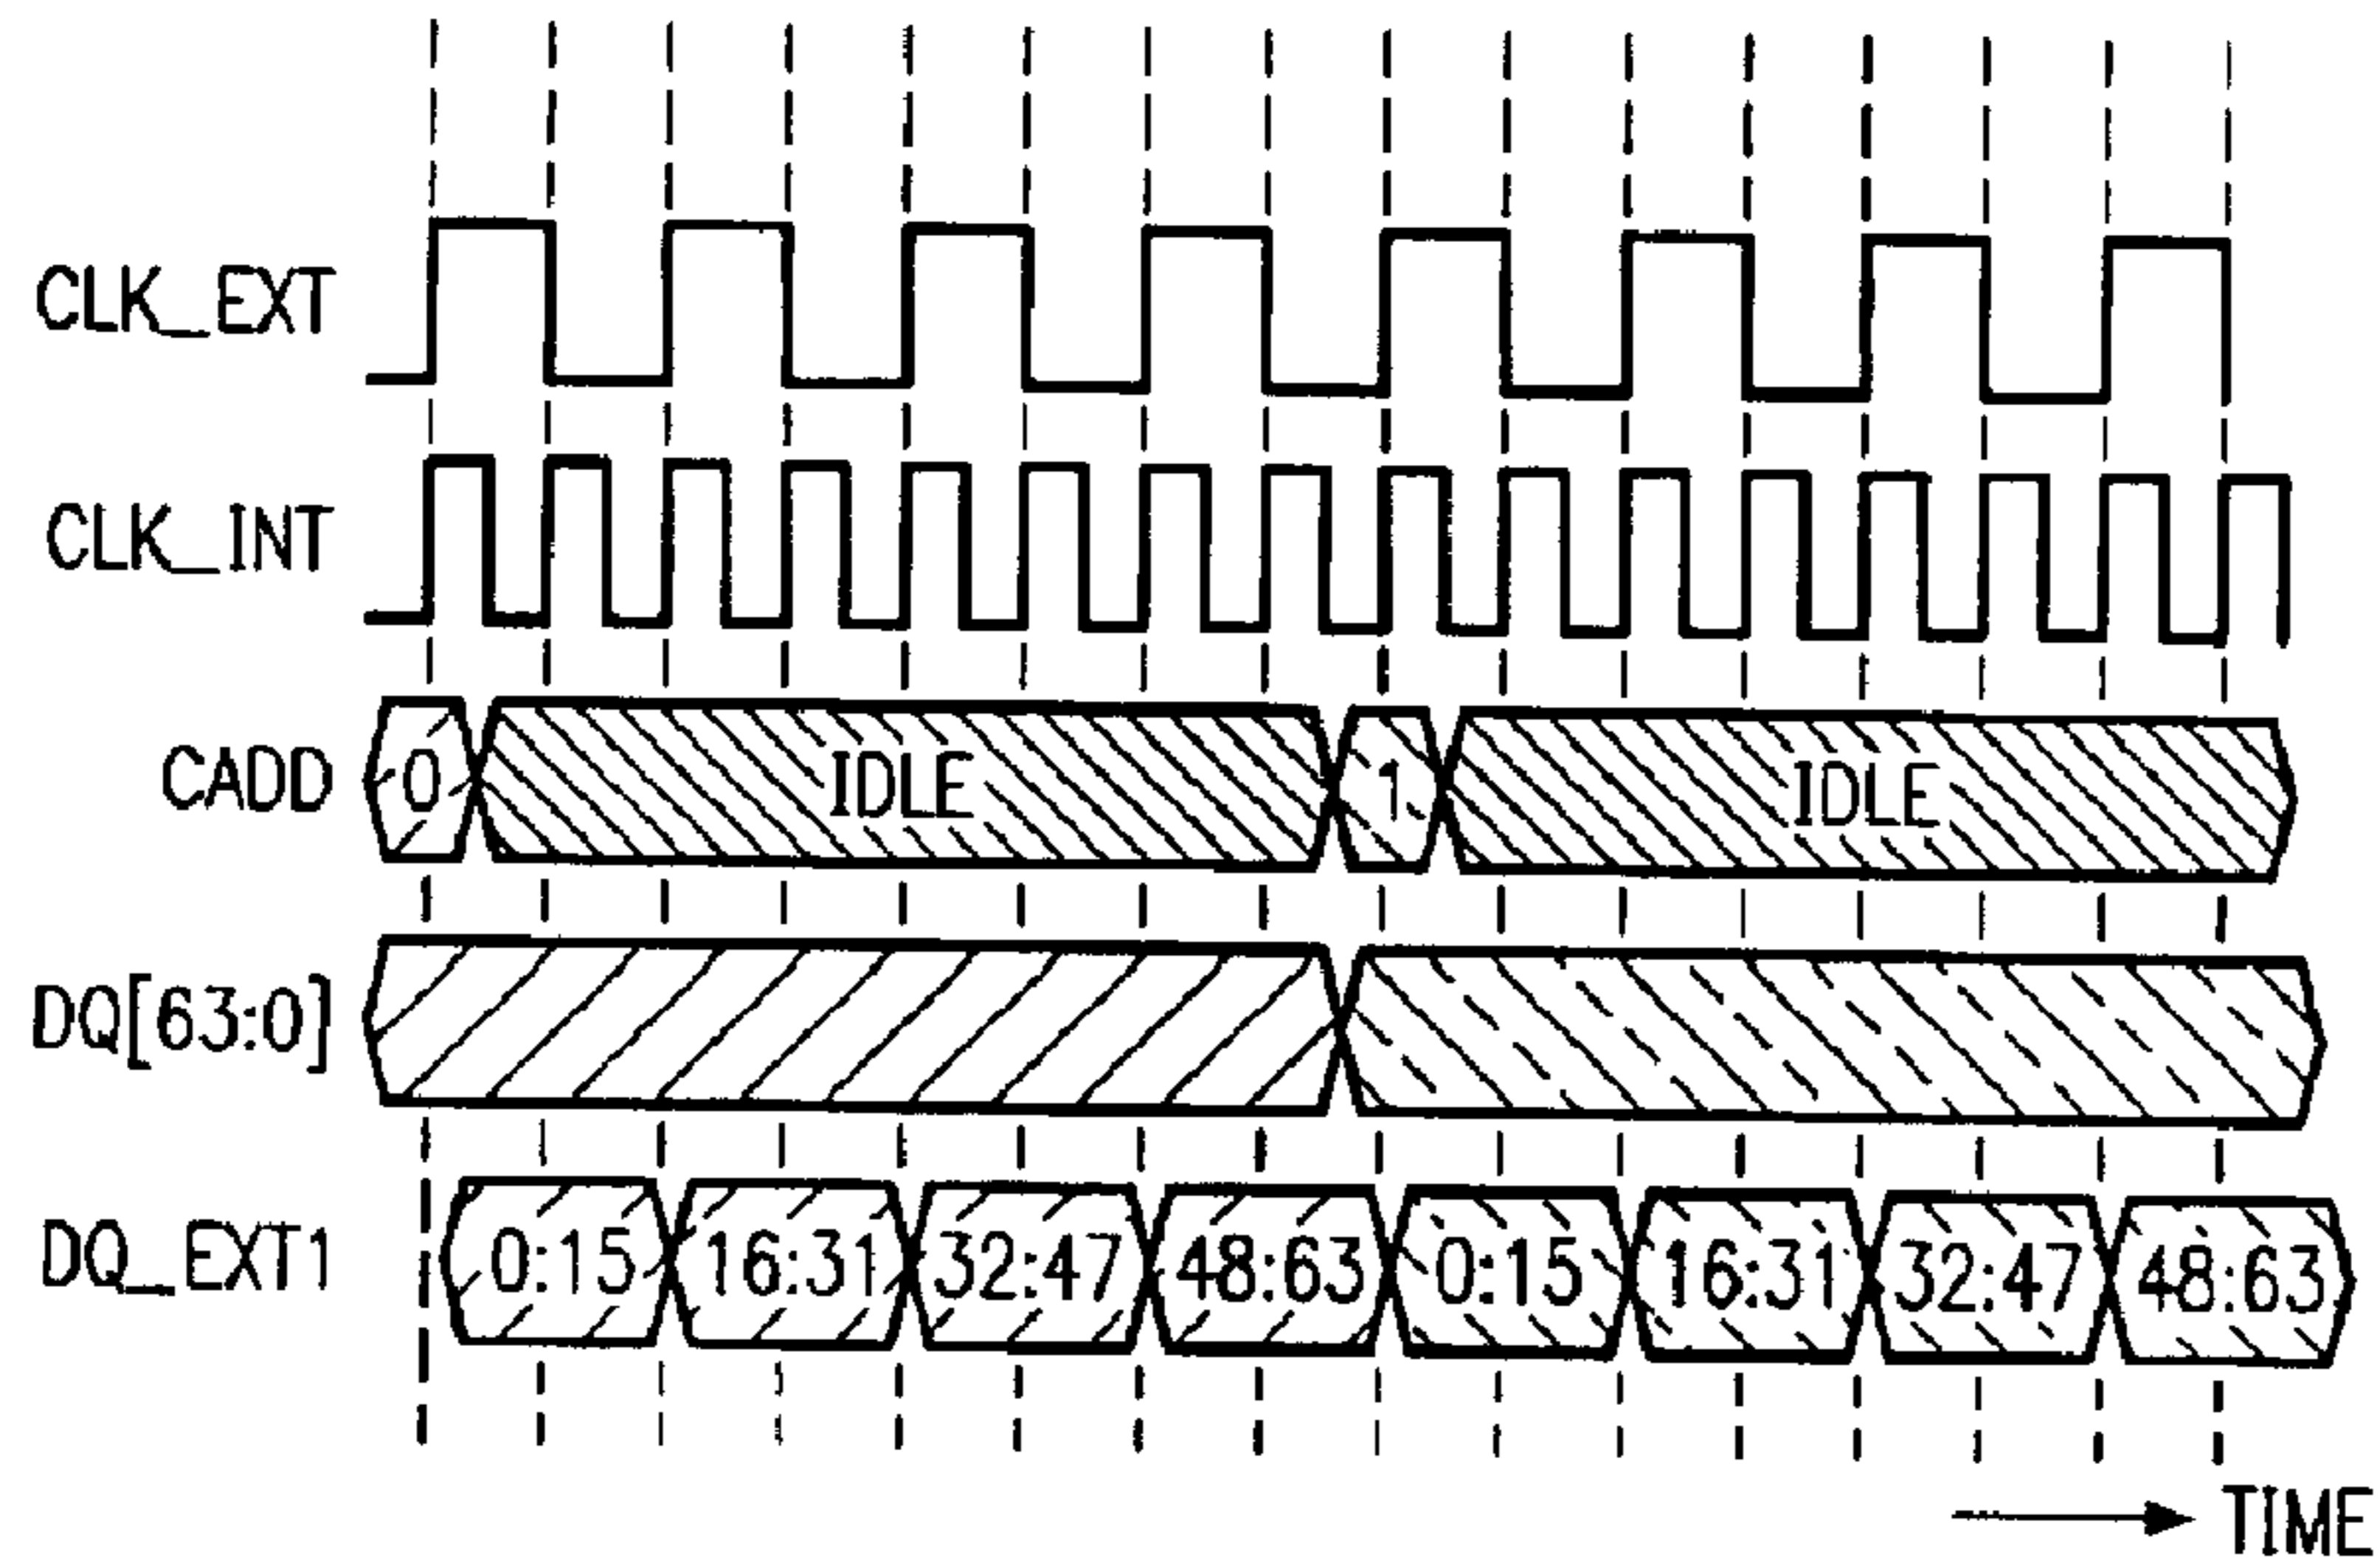 CLK_EXT
CLK_INT
CADD 0 IDLE 1 IDLE
DQ[63:0]
DQ_EXT1 0:15 16:31 32:47 48:63 0:15 16:31 32:47 48:63
TIME